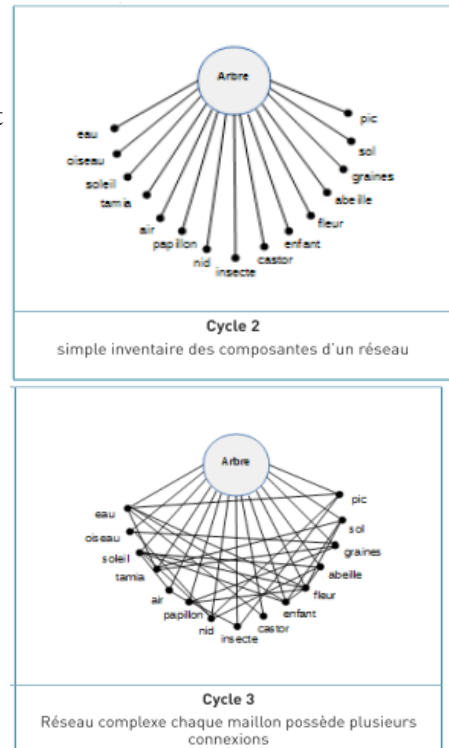 t
Arbre
eau
pic
oiseau
sol
soleil
graines
tamia
abeille
air
fleur
papillon
enfant
nid
castor
insecte
Cycle 2
simple inventaire des composantes d'un réseau
Arbre
eau
pic
oiseau
sol
soleil
graines
tamia
abeille
air
fleur
papillon
enfant
nid
castor
insecte
Cycle 3
Réseau complexe chaque maillon possède plusieurs
connexions